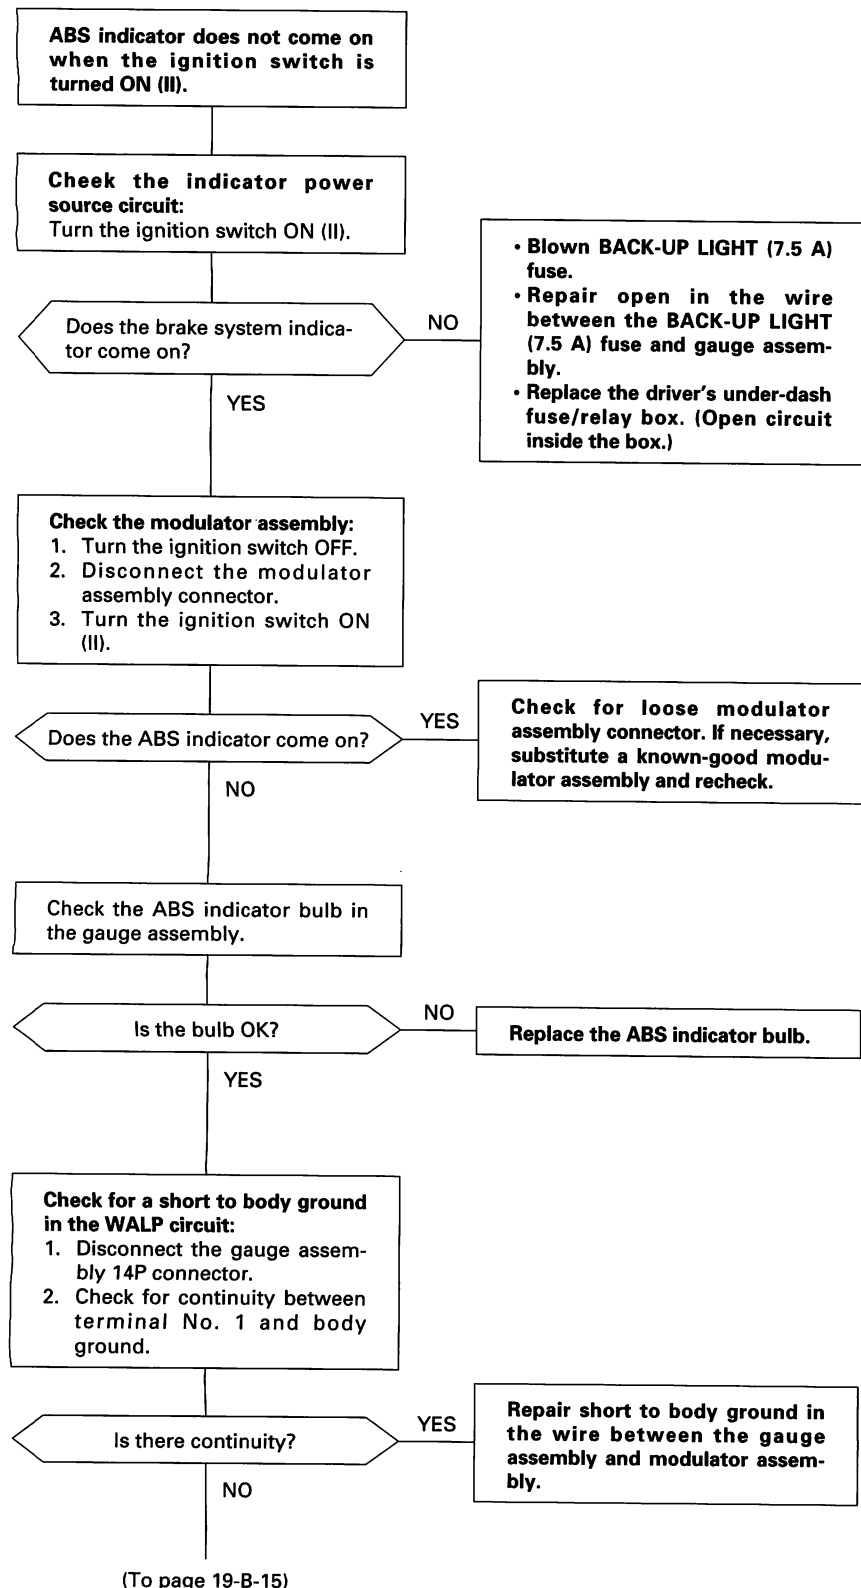 ABS indicator does not come on
when the ignition switch is
turned ON (II).
Cheek the indicator power
source circuit:
Turn the ignition switch ON (II).
Does the brake system indica-
tor come on?
NO
• Blown BACK-UP LIGHT (7.5 A)
fuse.
• Repair open in the wire
between the BACK-UP LIGHT
(7.5 A) fuse and gauge assem-
bly.
• Replace the driver's under-dash
fuse/relay box. (Open circuit
inside the box.)
YES
Check the modulator assembly:
1. Turn the ignition switch OFF.
2. Disconnect the modulator
assembly connector.
3. Turn the ignition switch ON
(II).
Does the ABS indicator come on?
YES
Check for loose modulator
assembly connector. If necessary,
substitute a known-good modu-
lator assembly and recheck.
NO
Check the ABS indicator bulb in
the gauge assembly.
Is the bulb OK?
NO
Replace the ABS indicator bulb.
YES
Check for a short to body ground
in the WALP circuit:
1. Disconnect the gauge assem-
bly 14P connector.
2. Check for continuity between
terminal No. 1 and body
ground.
Is there continuity?
YES
Repair short to body ground in
the wire between the gauge
assembly and modulator assem-
bly.
NO
(To page 19-B-15)